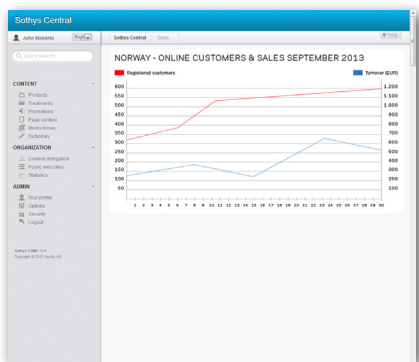 Sothys Central
John Mandola
Englis
Sothys Central
Sales
Help
Quick search
NORWAY - ONLINE CUSTOMERS & SALES SEPTEMBER 2013
Registered customers
Turnover (EUR)
600
550
500
450
400
350
300
250
200
150
100
50
1.200
1.100
1.000
900
800
700
600
500
400
300
200
100
1 2 3 4 5 6 7 8 9 10 11 12 13 14 15 16 17 18 19 20 21 22 23 24 25 26 27 28 29 30
CONTENT
Products
Treatments
Promotions
Page content
Media library
Dictionary
ORGANIZATION
Content delegation
Public web sites
Statistics
ADMIN
Your profile
Options
Security
Logout